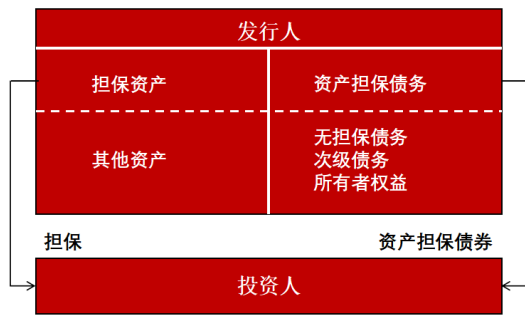 发行人
担保资产
资产担保债务
其他资产
无担保债务
次级债务
所有者权益
担保
资产担保债券
投资人